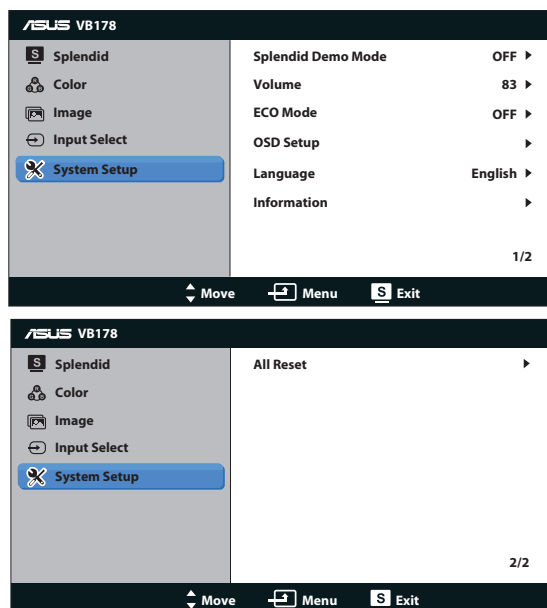 ASUS VB178
S Splendid
Color
Image
Input Select
System Setup
Splendid Demo Mode OFF
Volume 83
ECO Mode OFF
OSD Setup
Language English
Information
1/2
Move Menu S Exit
ASUS VB178
S Splendid
Color
Image
Input Select
System Setup
All Reset
2/2
Move Menu S Exit